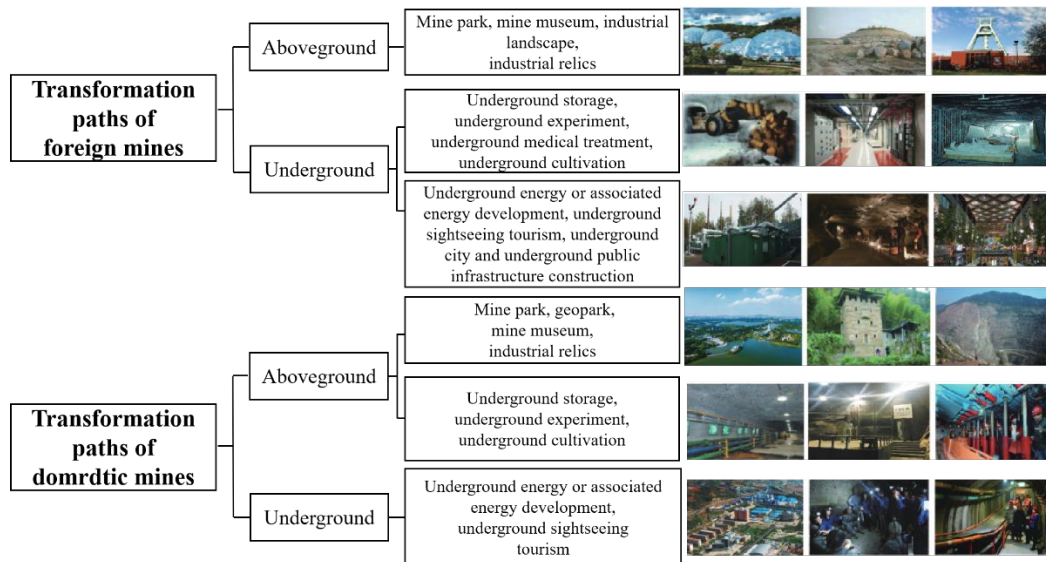 Transformation
paths of
foreign mines
Aboveground
Mine park, mine museum, industrial
landscape,
industrial relics
Underground
Underground storage,
underground experiment,
underground medical treatment,
underground cultivation
Underground energy or associated
energy development, underground
sightseeing tourism, underground
city and underground public
infrastructure construction
Transformation
paths of
domrdtic mines
Aboveground
Mine park, geopark,
mine museum,
industrial relics
Underground storage,
underground experiment,
underground cultivation
Underground
Underground energy or associated
energy development,
underground sightseeing
tourism